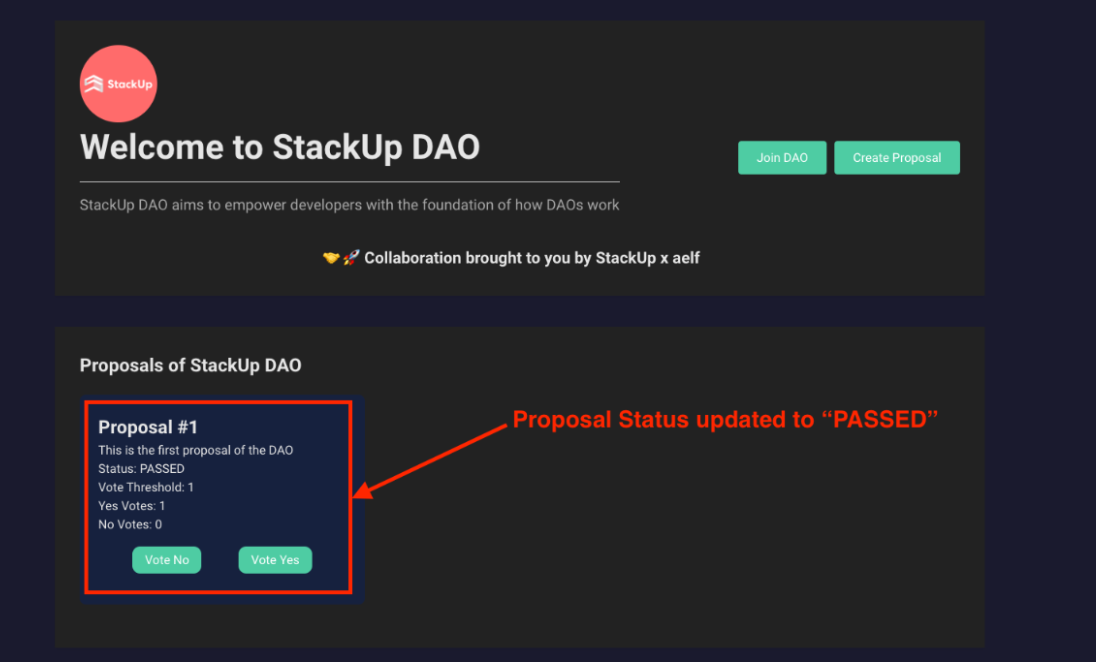 StackUp
Welcome to StackUp DAO
Join DAO
Create Proposal
StackUp DAO aims to empower developers with the foundation of how DAOs work
🤝🚀 Collaboration brought to you by StackUp x aelf
Proposals of StackUp DAO
Proposal #1
This is the first proposal of the DAO
Status: PASSED
Vote Threshold: 1
Yes Votes: 1
No Votes: 0
Vote No
Vote Yes
Proposal Status updated to “PASSED”